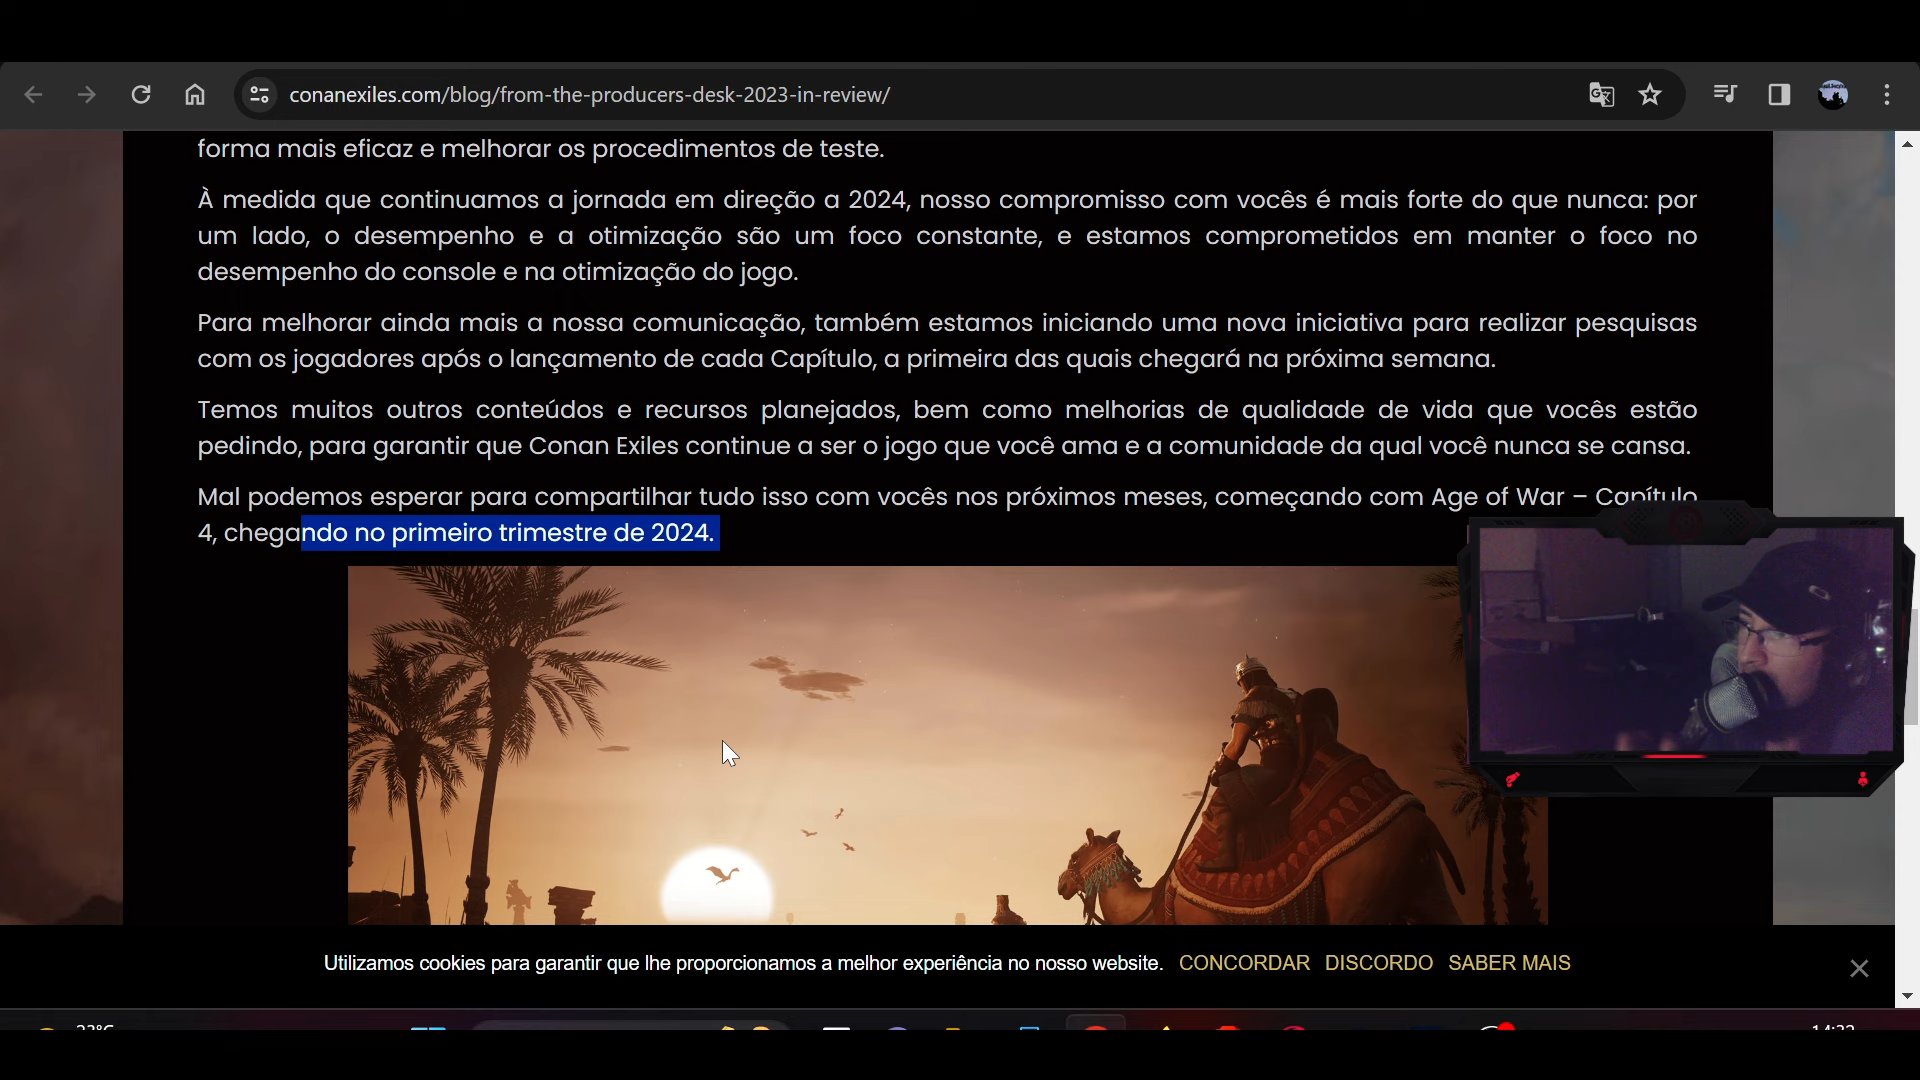 conanexiles.com/blog/from-the-producers-desk-2023-in-review/
forma mais eficaz e melhorar os procedimentos de teste.
À medida que continuamos a jornada em direção a 2024, nosso compromisso com vocês é mais forte do que nunca: por
um lado, o desempenho e a otimização são um foco constante, e estamos comprometidos em manter o foco no
desempenho do console e na otimização do jogo.
Para melhorar ainda mais a nossa comunicação, também estamos iniciando uma nova iniciativa para realizar pesquisas
com os jogadores após o lançamento de cada Capítulo, a primeira das quais chegará na próxima semana.
Temos muitos outros conteúdos e recursos planejados, bem como melhorias de qualidade de vida que vocês estão
pedindo, para garantir que Conan Exiles continue a ser o jogo que você ama e a comunidade da qual você nunca se cansa.
Mal podemos esperar para compartilhar tudo isso com vocês nos próximos meses, começando com Age of War – Capítulo
4, chegando no primeiro trimestre de 2024.
Utilizamos cookies para garantir que lhe proporcionamos a melhor experiência no nosso website. CONCORDAR DISCORDO SABER MAIS